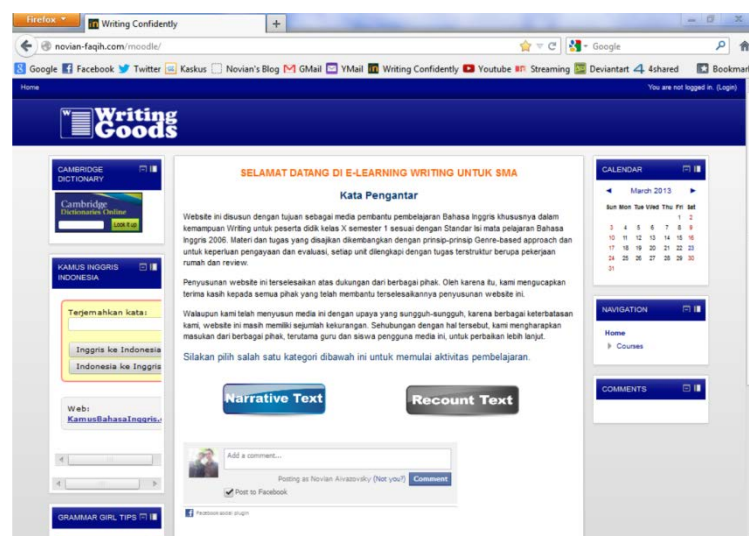 Firefox
Writing Confidently
novian-faqih.com/moodle/
Google
Google Facebook Twitter Kaskus Novian's Blog GMail YMail Writing Confidently Youtube Streaming Deviantart 4shared Bookmar
Home
You are not logged in. (Login)
"W Writing
Goods
CAMBRIDGE
DICTIONARY
Cambridge
Dictionaries Online
Look it up
KAMUS INGGRIS
INDONESIA
Terjemahkan kata:
Inggris ke Indonesia
Indonesia ke Inggris
Web:
KamusBahasaInggris.
GRAMMAR GIRL TIPS
SELAMAT DATANG DI E-LEARNING WRITING UNTUK SMA
Kata Pengantar
Website ini disusun dengan tujuan sebagai media pembantu pembelajaran Bahasa Inggris khususnya dalam
kemampuan Writing untuk peserta didik kelas X semester 1 sesuai dengan Standar Isi mata pelajaran Bahasa
Inggris 2006. Materi dan tugas yang disajikan dikembangkan dengan prinsip-prinsip Genre-based approach dan
untuk keperluan pengayaan dan evaluasi, setiap unit dilengkapi dengan tugas terstruktur berupa pekerjaan
rumah dan review.
Penyusunan website ini terselesaikan atas dukungan dari berbagai pihak. Oleh karena itu, kami mengucapkan
terima kasih kepada semua pihak yang telah membantu terselesaikannya penyusunan website ini.
Walaupun kami telah menyusun media ini dengan upaya yang sungguh-sungguh, karena berbagai keterbatasan
kami, website ini masih memiliki sejumlah kekurangan. Sehubungan dengan hal tersebut, kami mengharapkan
masukan dari berbagai pihak, terutama guru dan siswa pengguna media ini, untuk perbaikan lebih lanjut.
Silakan pilih salah satu kategori dibawah ini untuk memulai aktivitas pembelajaran.
Narrative Text
Recount Text
Add a comment...
Posting as Novian Aivazovsky (Not you?) Comment
Post to Facebook
Facebook social plugin
CALENDAR
March 2013
Sun Mon Tue Wed Thu Fri Sat
1 2
3 4 5 6 7 8 9
10 11 12 13 14 15 16
17 18 19 20 21 22 23
24 25 26 27 28 29 30
31
NAVIGATION
Home
Courses
COMMENTS